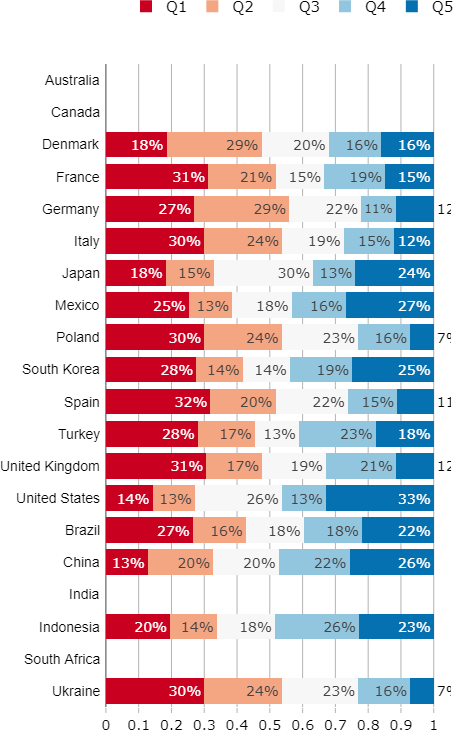 Q1 Q2 Q3 Q4 Q5
Australia
Canada
Denmark 18% 29% 20% 16% 16%
France 31% 21% 15% 19% 15%
Germany 27% 29% 22% 11% 12
Italy 30% 24% 19% 15% 12%
Japan 18% 15% 30% 13% 24%
Mexico 25% 13% 18% 16% 27%
Poland 30% 24% 23% 16% 7%
South Korea 28% 14% 14% 19% 25%
Spain 32% 20% 22% 15% 11
Turkey 28% 17% 13% 23% 18%
United Kingdom 31% 17% 19% 21% 12
United States 14% 13% 26% 13% 33%
Brazil 27% 16% 18% 18% 22%
China 13% 20% 20% 22% 26%
India
Indonesia 20% 14% 18% 26% 23%
South Africa
Ukraine 30% 24% 23% 16% 7%
0 0.1 0.2 0.3 0.4 0.5 0.6 0.7 0.8 0.9 1